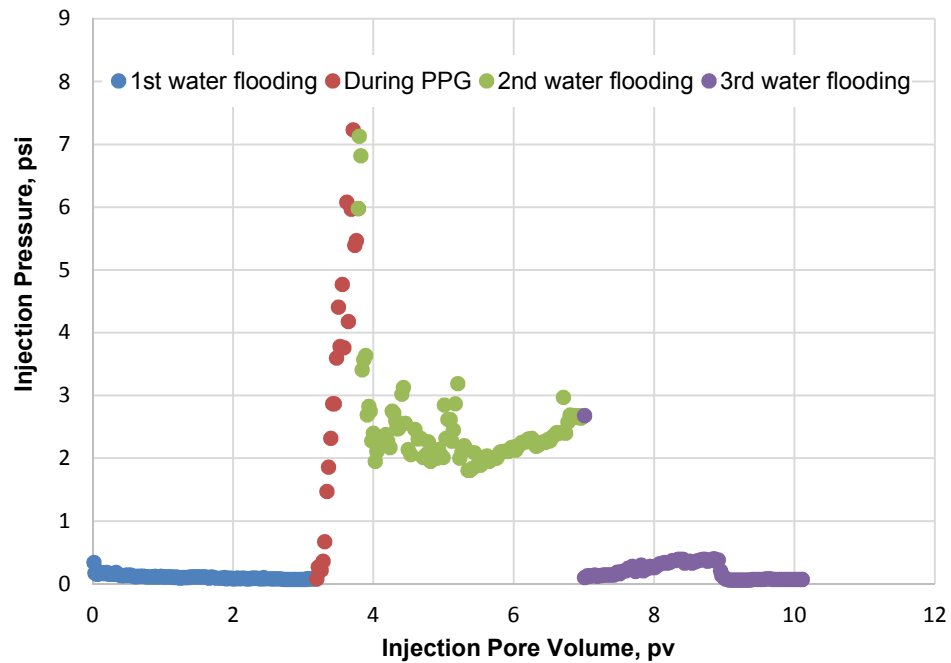 9
1st water flooding During PPG 2nd water flooding 3rd water flooding
8
7
6
5
4
3
2
1
0
Injection Pressure, psi
0 2 4 6 8 10 12
Injection Pore Volume, pv